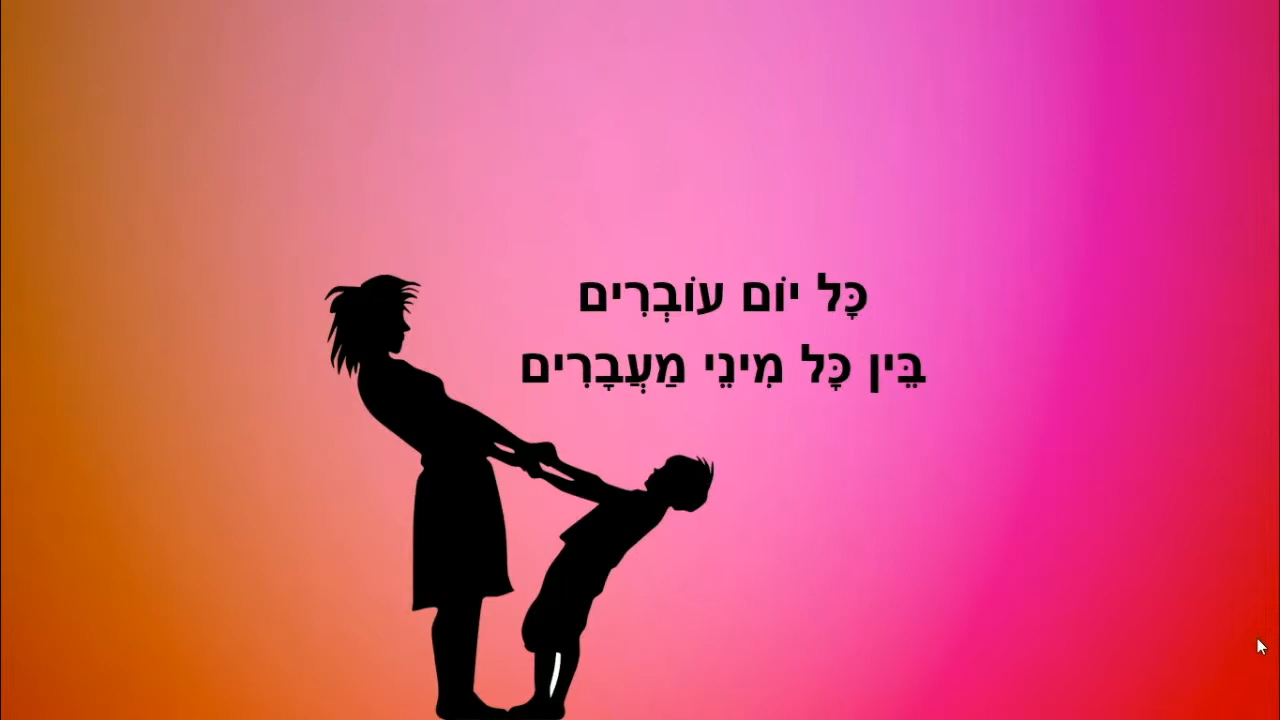 כָּל יוֹם עוֹבְרִים
בֵּין כָּל מִינֵי מַעֲבָרִים